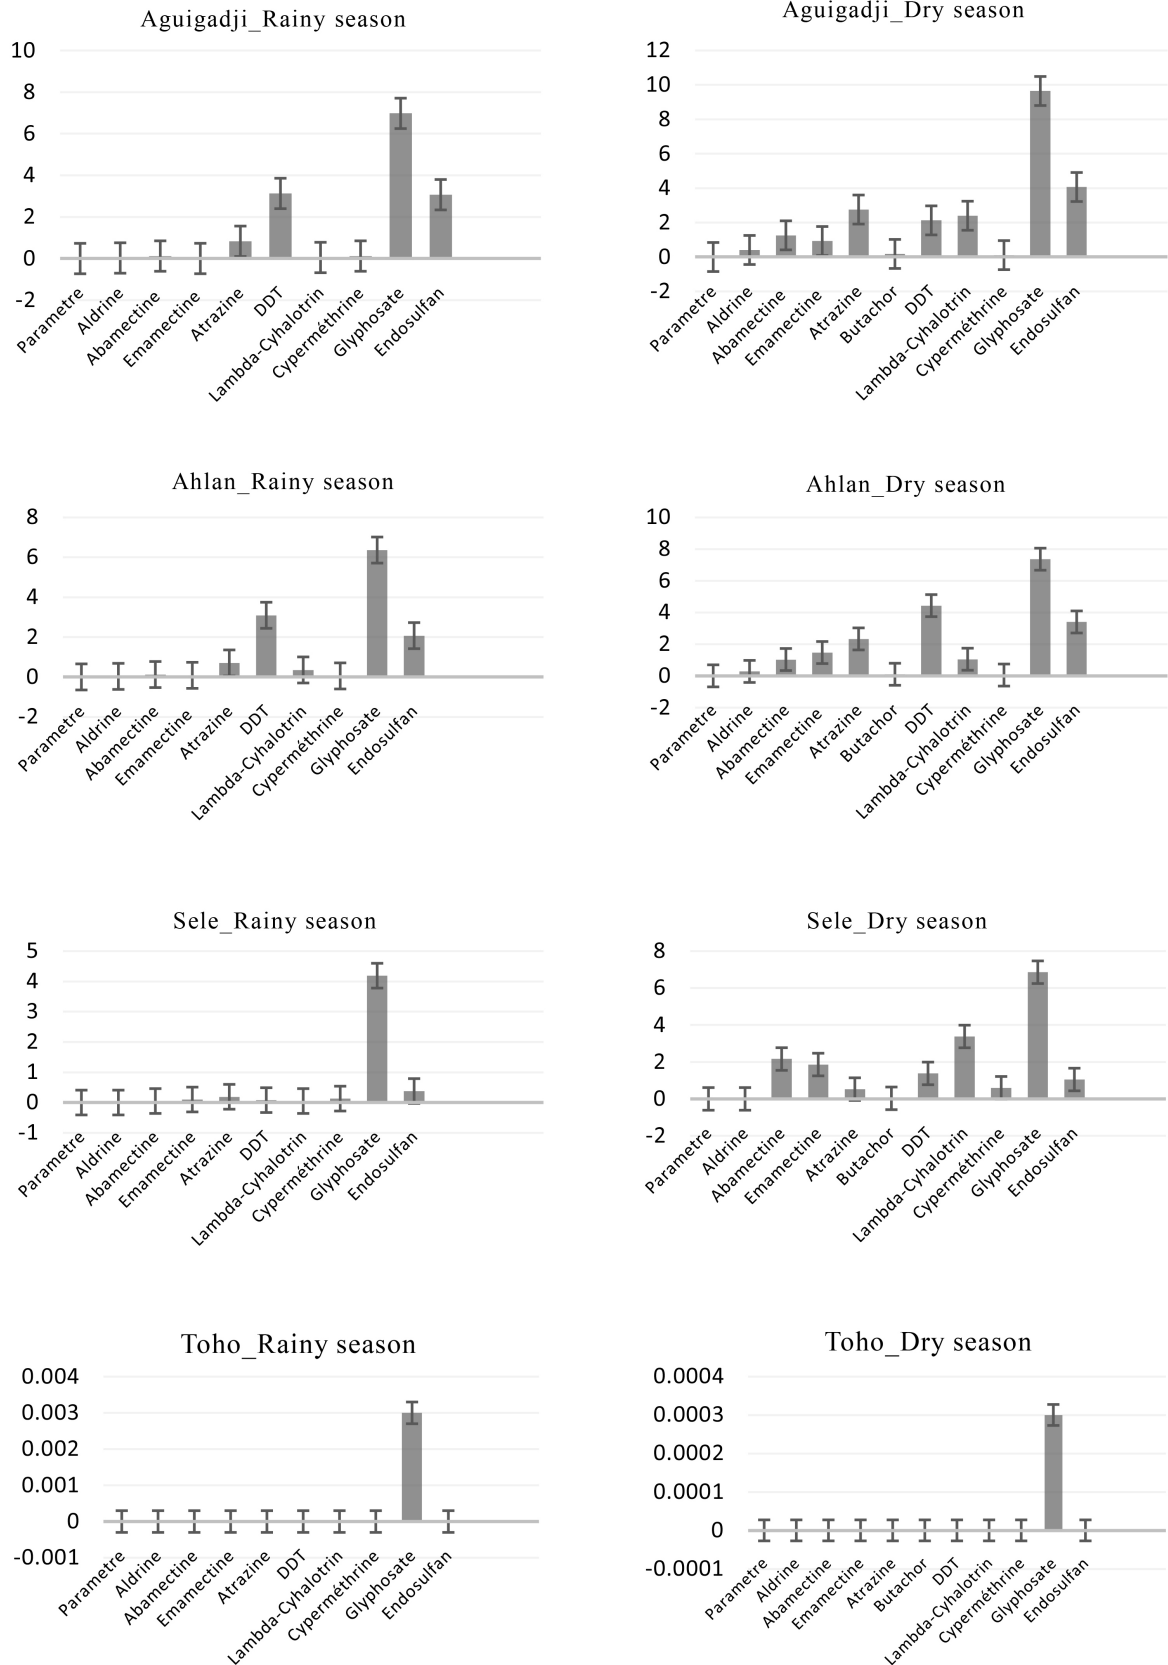 Aguigadji_Rainy season
10
8
6
4
2
0
-2
Parametre
Aldrine
Abamectine
Emamectine
Atrazine
DDT
Lambda-Cyhalotrin
Cyperméthrine
Glyphosate
Endosulfan
Aguigadji_Dry season
12
10
8
6
4
2
0
-2
Parametre
Aldrine
Abamectine
Emamectine
Atrazine
Butachor
DDT
Lambda-Cyhalotrin
Cyperméthrine
Glyphosate
Endosulfan
Ahlan_Rainy season
8
6
4
2
0
-2
Parametre
Aldrine
Abamectine
Emamectine
Atrazine
DDT
Lambda-Cyhalotrin
Cyperméthrine
Glyphosate
Endosulfan
Ahlan_Dry season
10
8
6
4
2
0
-2
Parametre
Aldrine
Abamectine
Emamectine
Atrazine
Butachor
DDT
Lambda-Cyhalotrin
Cyperméthrine
Glyphosate
Endosulfan
Sele_Rainy season
5
4
3
2
1
0
-1
Parametre
Aldrine
Abamectine
Emamectine
Atrazine
DDT
Lambda-Cyhalotrin
Cyperméthrine
Glyphosate
Endosulfan
Sele_Dry season
8
6
4
2
0
-2
Parametre
Aldrine
Abamectine
Emamectine
Atrazine
Butachor
DDT
Lambda-Cyhalotrin
Cyperméthrine
Glyphosate
Endosulfan
Toho_Rainy season
0.004
0.003
0.002
0.001
0
-0.001
Parametre
Aldrine
Abamectine
Emamectine
Atrazine
DDT
Lambda-Cyhalotrin
Cyperméthrine
Glyphosate
Endosulfan
Toho_Dry season
0.0004
0.0003
0.0002
0.0001
0
-0.0001
Parametre
Aldrine
Abamectine
Emamectine
Atrazine
Butachor
DDT
Lambda-Cyhalotrin
Cyperméthrine
Glyphosate
Endosulfan